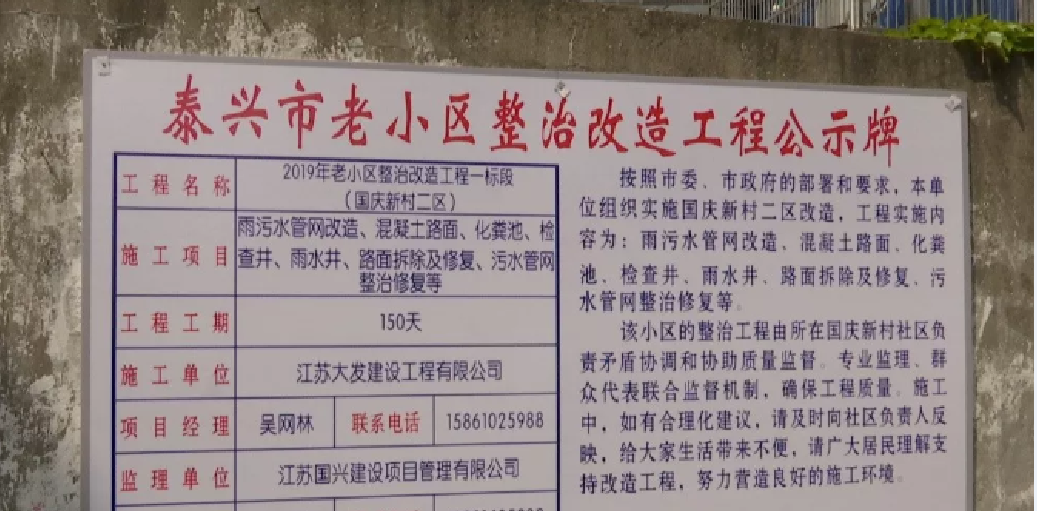 泰兴市老小区整治改造工程公示牌
工程名称
2019年老小区整治改造工程一标段
（国庆新村二区）
施工项目
雨污水管网改造、混凝土路面、化粪池、检
查井、雨水井、路面拆除及修复、污水管网
整治修复等
工程工期 150天
施工单位 江苏大发建设工程有限公司
项目经理 吴网林 联系电话 15861025988
监理单位 江苏国兴建设项目管理有限公司
按照市委、市政府的部署和要求，本单
位组织实施国庆新村二区改造，工程实施内
容为：雨污水管网改造、混凝土路面、化粪
池、检查井、雨水井、路面拆除及修复、污
水管网整治修复等。
该小区的整治工程由所在国庆新村社区负
责矛盾协调和协助质量监督。专业监理、群
众代表联合监督机制，确保工程质量。施工
中，如有合理化建议，请及时向社区负责人反
映，给大家生活带来不便，请广大居民理解支
持改造工程，努力营造良好的施工环境。